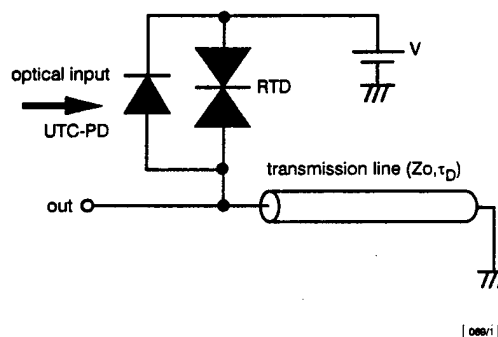 V
optical input
RTD
UTC-PD
transmission line (Zo,τD)
out